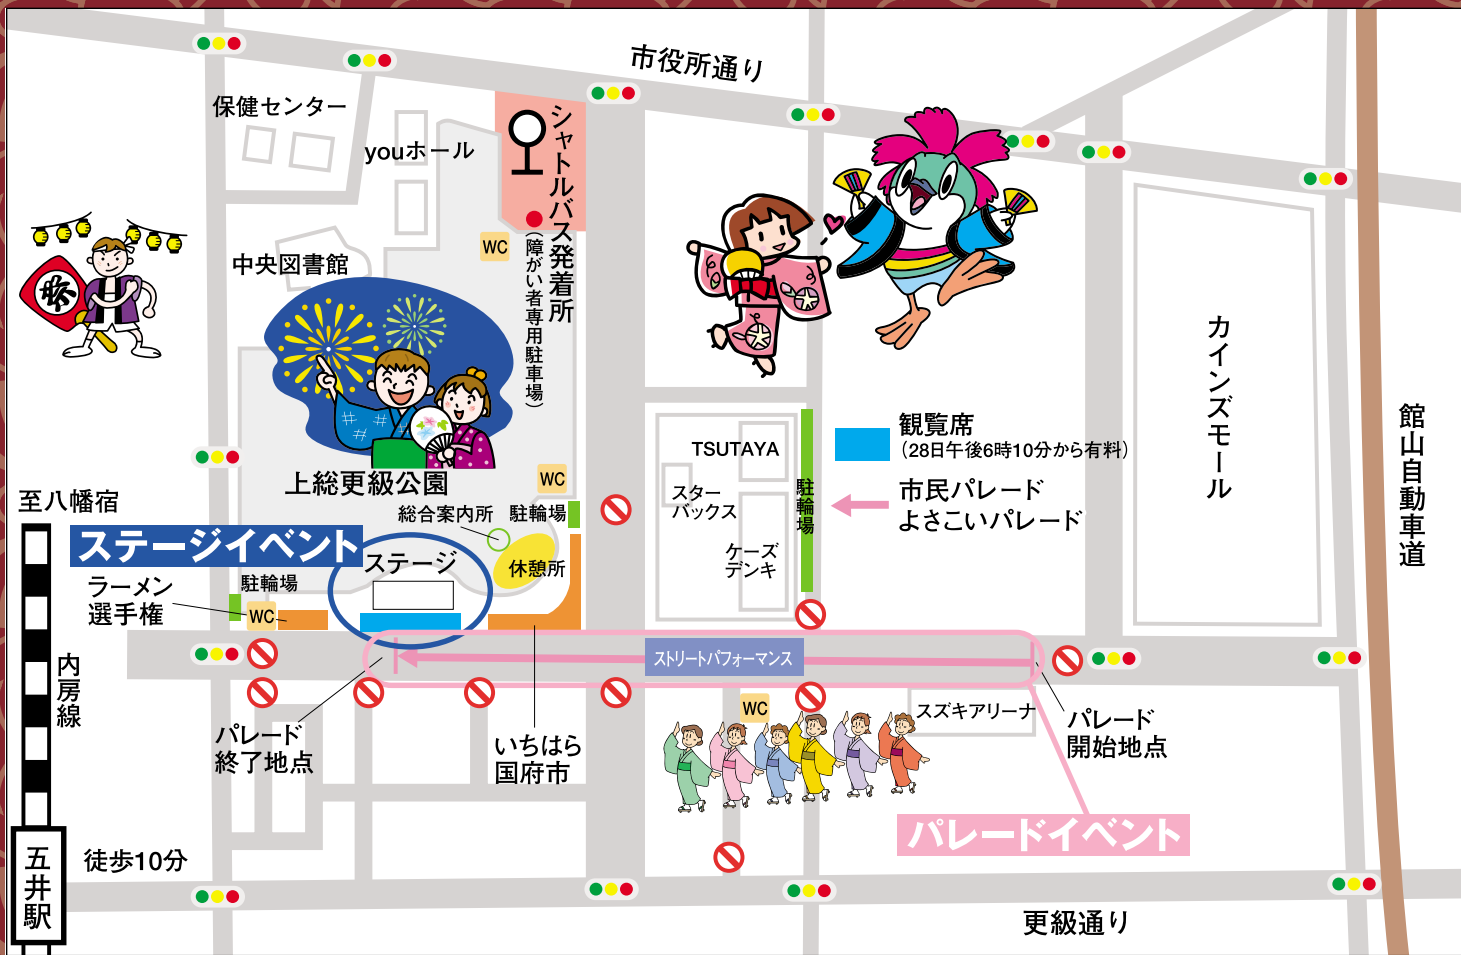 市役所通り
保健センター
youホール
シャトルバス発着所
(障がい者専用駐車場)
WC
中央図書館
上総更級公園
WC
総合案内所
駐輪場
休憩所
至八幡宿
ステージイベント
ステージ
ラーメン
選手権
駐輪場
WC
内房線
TSUTAYA
スター
バックス
ケーズ
デンキ
駐輪場
観覧席
(28日午後6時10分から有料)
市民パレード
よさこいパレード
カインズモール
館山自動車道
ストリートパフォーマンス
パレード
終了地点
いちはら
国府市
WC
スズキアリーナ
パレード
開始地点
パレードイベント
五井駅
徒歩10分
更級通り